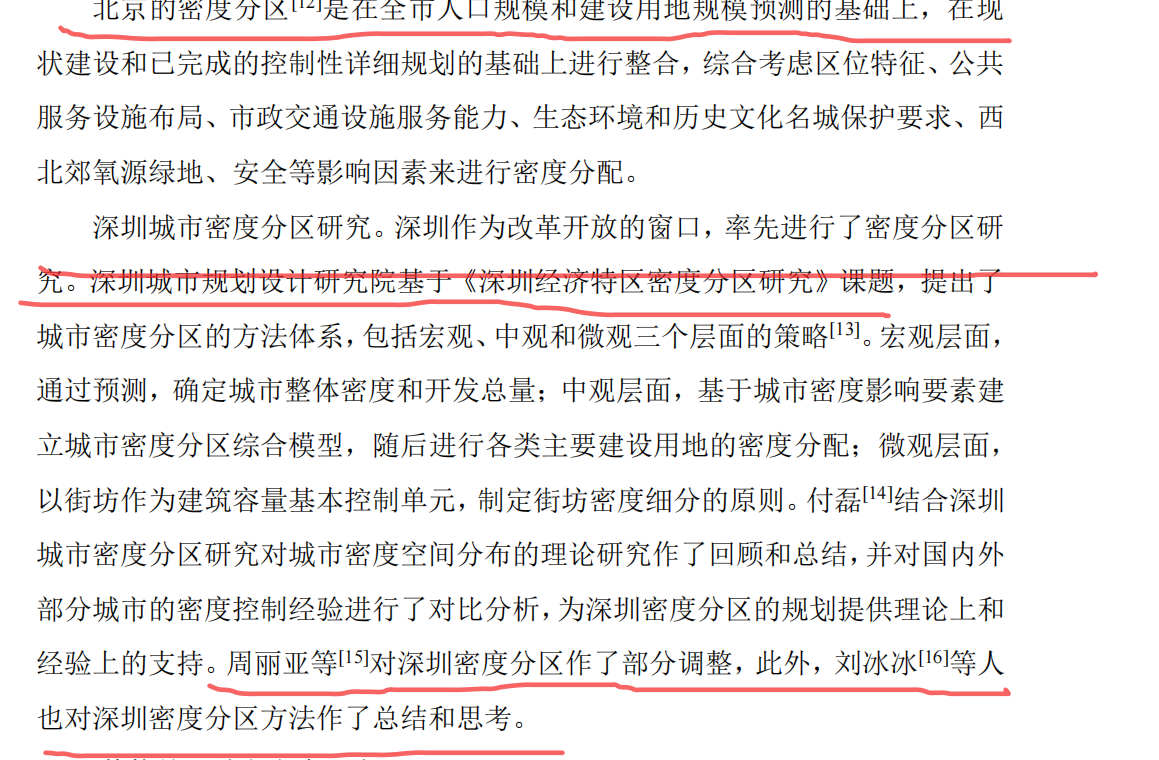 北京的密度分区[12]是在全市人口规模和建设用地规模预测的基础上，在现
状建设和已完成的控制性详细规划的基础上进行整合，综合考虑区位特征、公共
服务设施布局、市政交通设施服务能力、生态环境和历史文化名城保护要求、西
北郊氧源绿地、安全等影响因素来进行密度分配。
深圳城市密度分区研究。深圳作为改革开放的窗口，率先进行了密度分区研
究。深圳城市规划设计研究院基于《深圳经济特区密度分区研究》课题，提出了
城市密度分区的方法体系，包括宏观、中观和微观三个层面的策略[13]。宏观层面，
通过预测，确定城市整体密度和开发总量；中观层面，基于城市密度影响要素建
立城市密度分区综合模型，随后进行各类主要建设用地的密度分配；微观层面，
以街坊作为建筑容量基本控制单元，制定街坊密度细分的原则。付磊[14]结合深圳
城市密度分区研究对城市密度空间分布的理论研究作了回顾和总结，并对国内外
部分城市的密度控制经验进行了对比分析，为深圳密度分区的规划提供理论上和
经验上的支持。周丽亚等[15]对深圳密度分区作了部分调整，此外，刘冰冰[16]等人
也对深圳密度分区方法作了总结和思考。